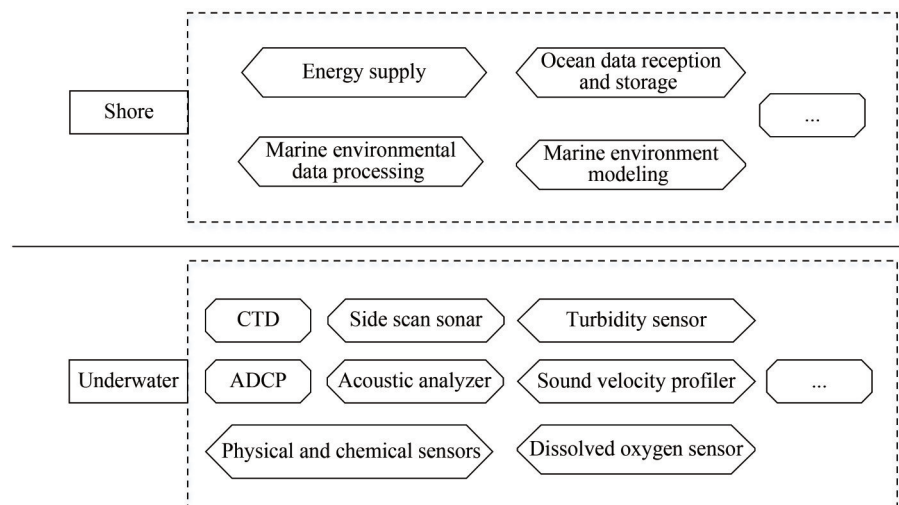 Energy supply
Ocean data reception
and storage
Shore
...
Marine environmental
data processing
Marine environment
modeling
CTD
Side scan sonar
Turbidity sensor
Underwater
ADCP
Acoustic analyzer
Sound velocity profiler
...
Physical and chemical sensors
Dissolved oxygen sensor